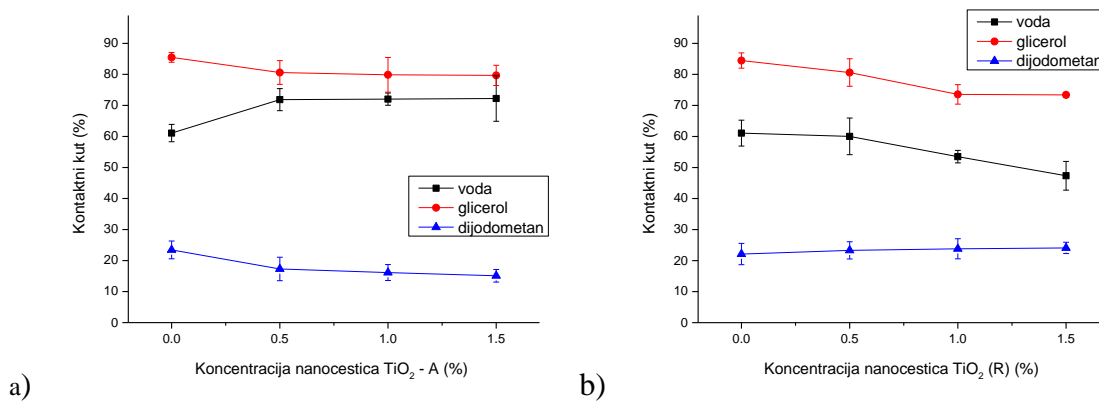 90
80
70
60
50
40
30
20
10
0
0.0 0.5 1.0 1.5
Kontaktni kut (%)
Koncentracija nanocestica TiO₂ - A (%)
voda
glicerol
dijodometan
a)
90
80
70
60
50
40
30
20
10
0
0.0 0.5 1.0 1.5
Kontaktni kut (%)
Koncentracija nanocestica TiO₂ (R) (%)
voda
glicerol
dijodometan
b)